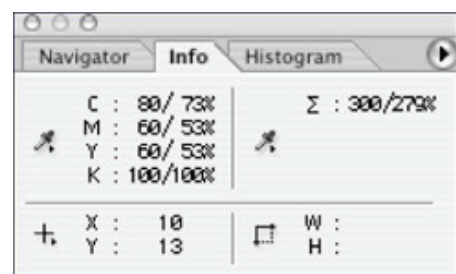 Navigator Info Histogram
C : 80/ 73% Σ : 300/279%
M : 60/ 53%
Y : 60/ 53%
K : 100/100%
X : 10 W :
Y : 13 H :